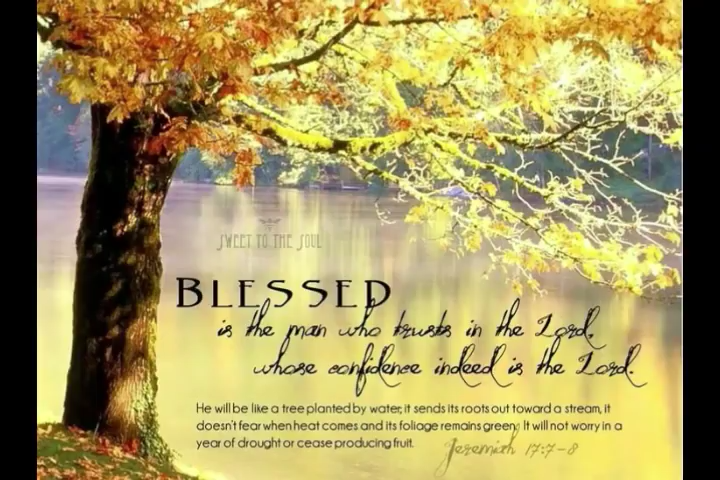 SWEET TO THE SOUL
BLESSED
is the man who trusts in the Lord,
whose confidence indeed is the Lord.
He will be like a tree planted by water; it sends its roots out toward a stream, it
doesn't fear when heat comes and its foliage remains green. It will not worry in a
year of drought or cease producing fruit.
Jeremiah 17:7-8